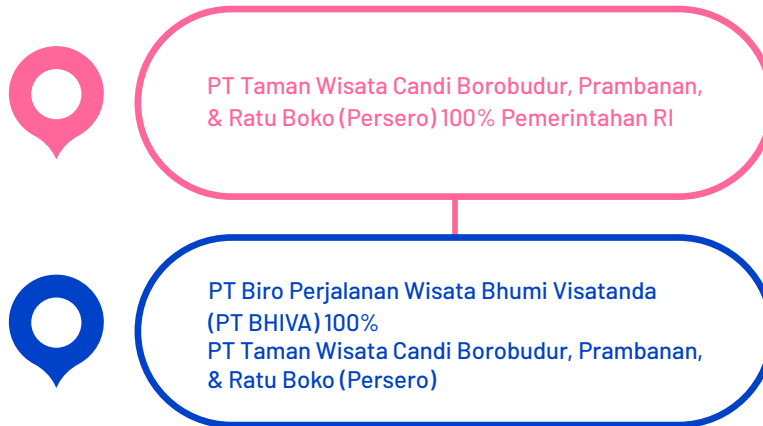 PT Taman Wisata Candi Borobudur, Prambanan,
& Ratu Boko (Persero) 100% Pemerintahan RI
PT Biro Perjalanan Wisata Bhumi Visatanda
(PT BHIVA) 100%
PT Taman Wisata Candi Borobudur, Prambanan,
& Ratu Boko (Persero)